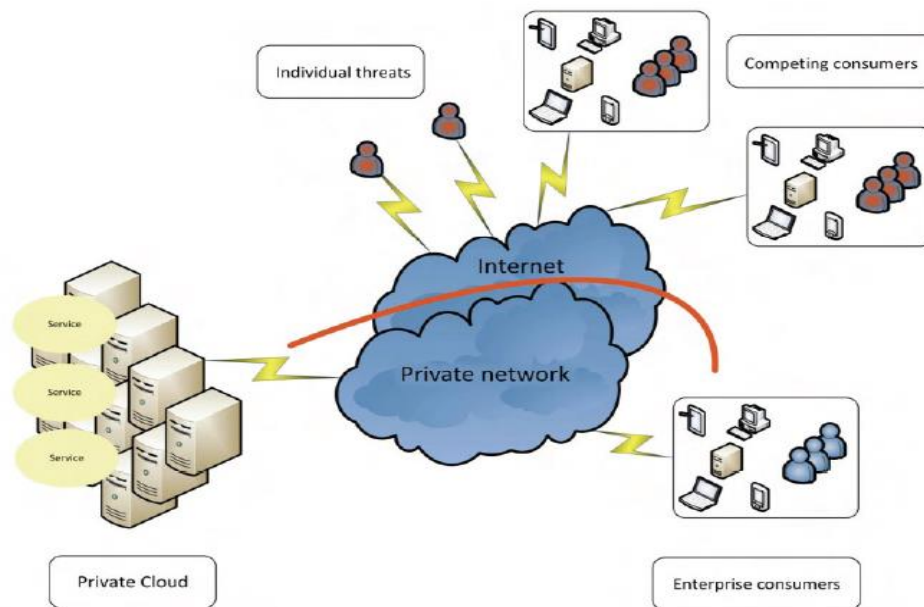 Individual threats
Competing consumers
Internet
Service
Private network
Service
Service
Private Cloud
Enterprise consumers